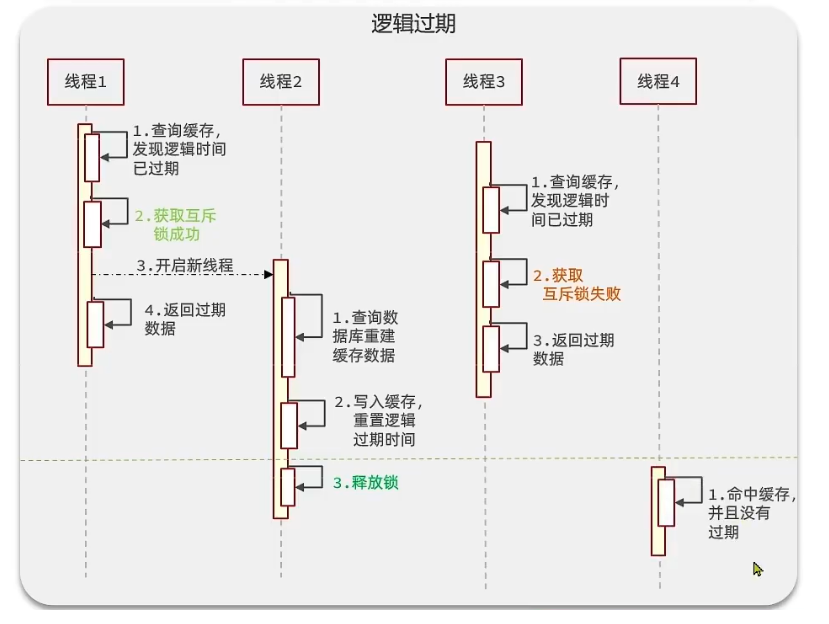 逻辑过期
线程1
线程2
线程3
线程4
1.查询缓存,
发现逻辑时间
已过期
2.获取互斥
锁成功
3.开启新线程
4.返回过期
数据
1.查询数
据库重建
缓存数据
2.写入缓存,
重置逻辑
过期时间
3.释放锁
1.查询缓存,
发现逻辑时
间已过期
2.获取
互斥锁失败
3.返回过期
数据
1.命中缓存,
并且没有
过期